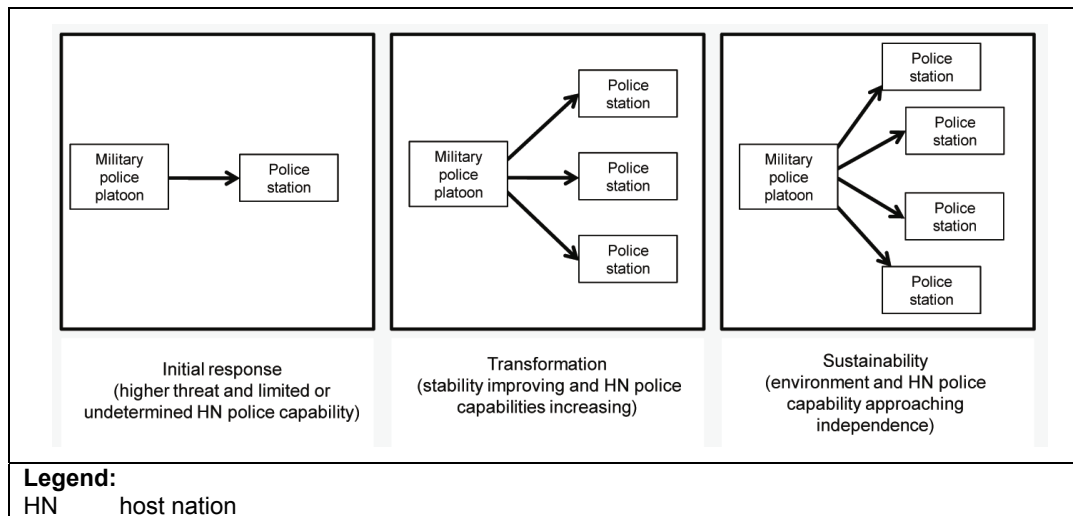 Military
police
platoon
Police
station
Initial response
(higher threat and limited or
undetermined HN police capability)
Military
police
platoon
Police
station
Police
station
Police
station
Transformation
(stability improving and HN police
capabilities increasing)
Military
police
platoon
Police
station
Police
station
Police
station
Police
station
Sustainability
(environment and HN police
capability approaching
independence)
Legend:
HN host nation